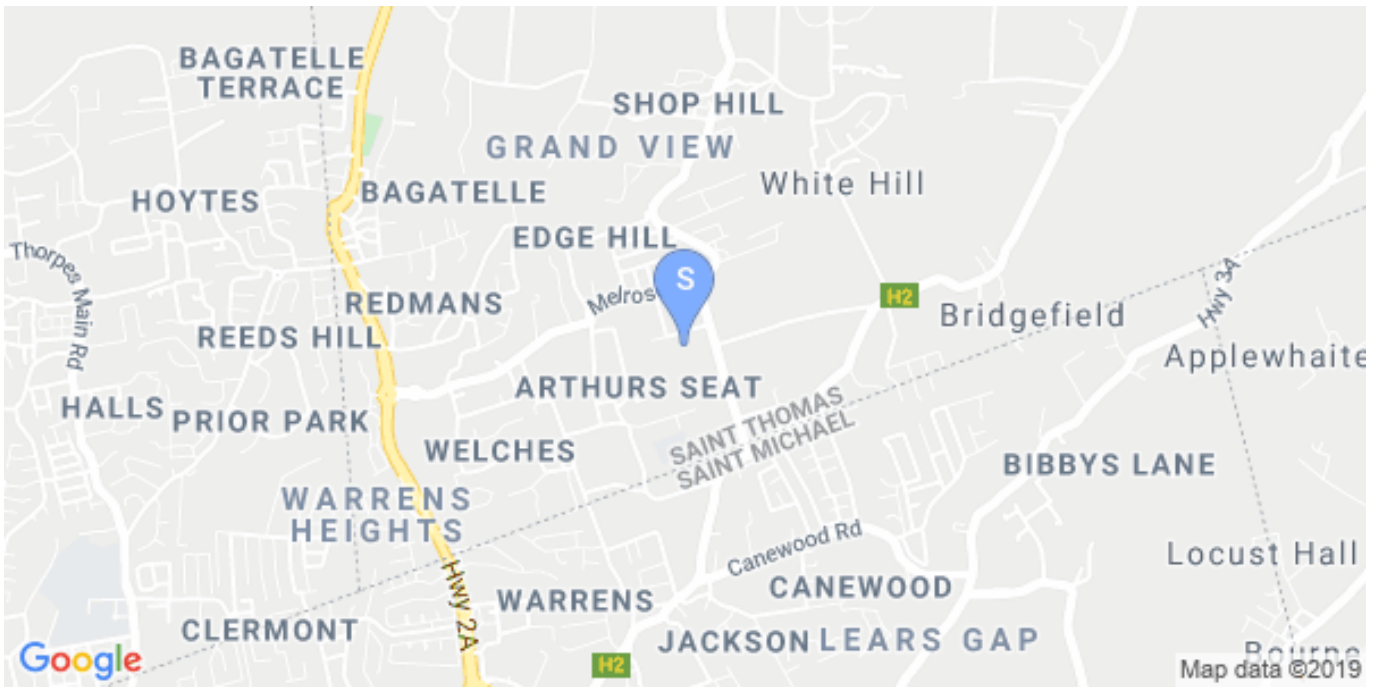 BAGATELLE
TERRACE
SHOP HILL
GRAND VIEW
White Hill
HOYTES
BAGATELLE
EDGE HILL
Thorpes Main Rd
S
Melros
REDMANS
H2
Bridgefield
Hwy 3A
REEDS HILL
Applewhaite
ARTHURS SEAT
HALLS
PRIOR PARK
SAINT THOMAS
SAINT MICHAEL
WELCHES
BIBBYS LANE
WARRENS
HEIGHTS
Canewood Rd
Locust Hall
Hwy 2A
WARRENS
CANEWOOD
CLERMONT
JACKSON
LEARS GAP
Bourne
Google
H2
Map data ©2019